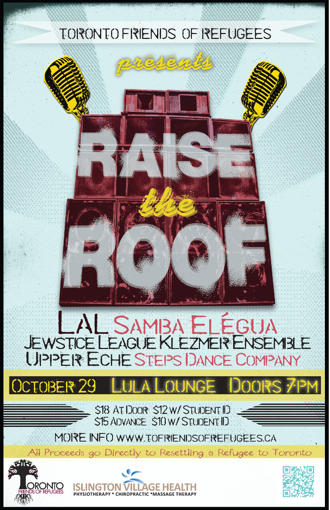 TORONTO FRIENDS OF REFUGEES
presents
RAISE
the
ROOF
LAL SAMBA ELÉGUA
JEWSTICE LEAGUE KLEZMER ENSEMBLE
UPPER ECHE STEPS DANCE COMPANY
OCTOBER 29 LULA LOUNGE DOORS 7PM
$18 AT DOOR $12 W/ STUDENT ID
$15 ADVANCE $10 W/ STUDENT ID
MORE INFO WWW.TOFRIENDSOFREFUGEES.CA
All Proceeds go Directly to Resettling a Refugee to Toronto
TORONTO
FRIENDS OF REFUGEES
ISLINGTON VILLAGE HEALTH
PHYSIOTHERAPY * CHIROPRACTIC *MASSAGE THERAPY